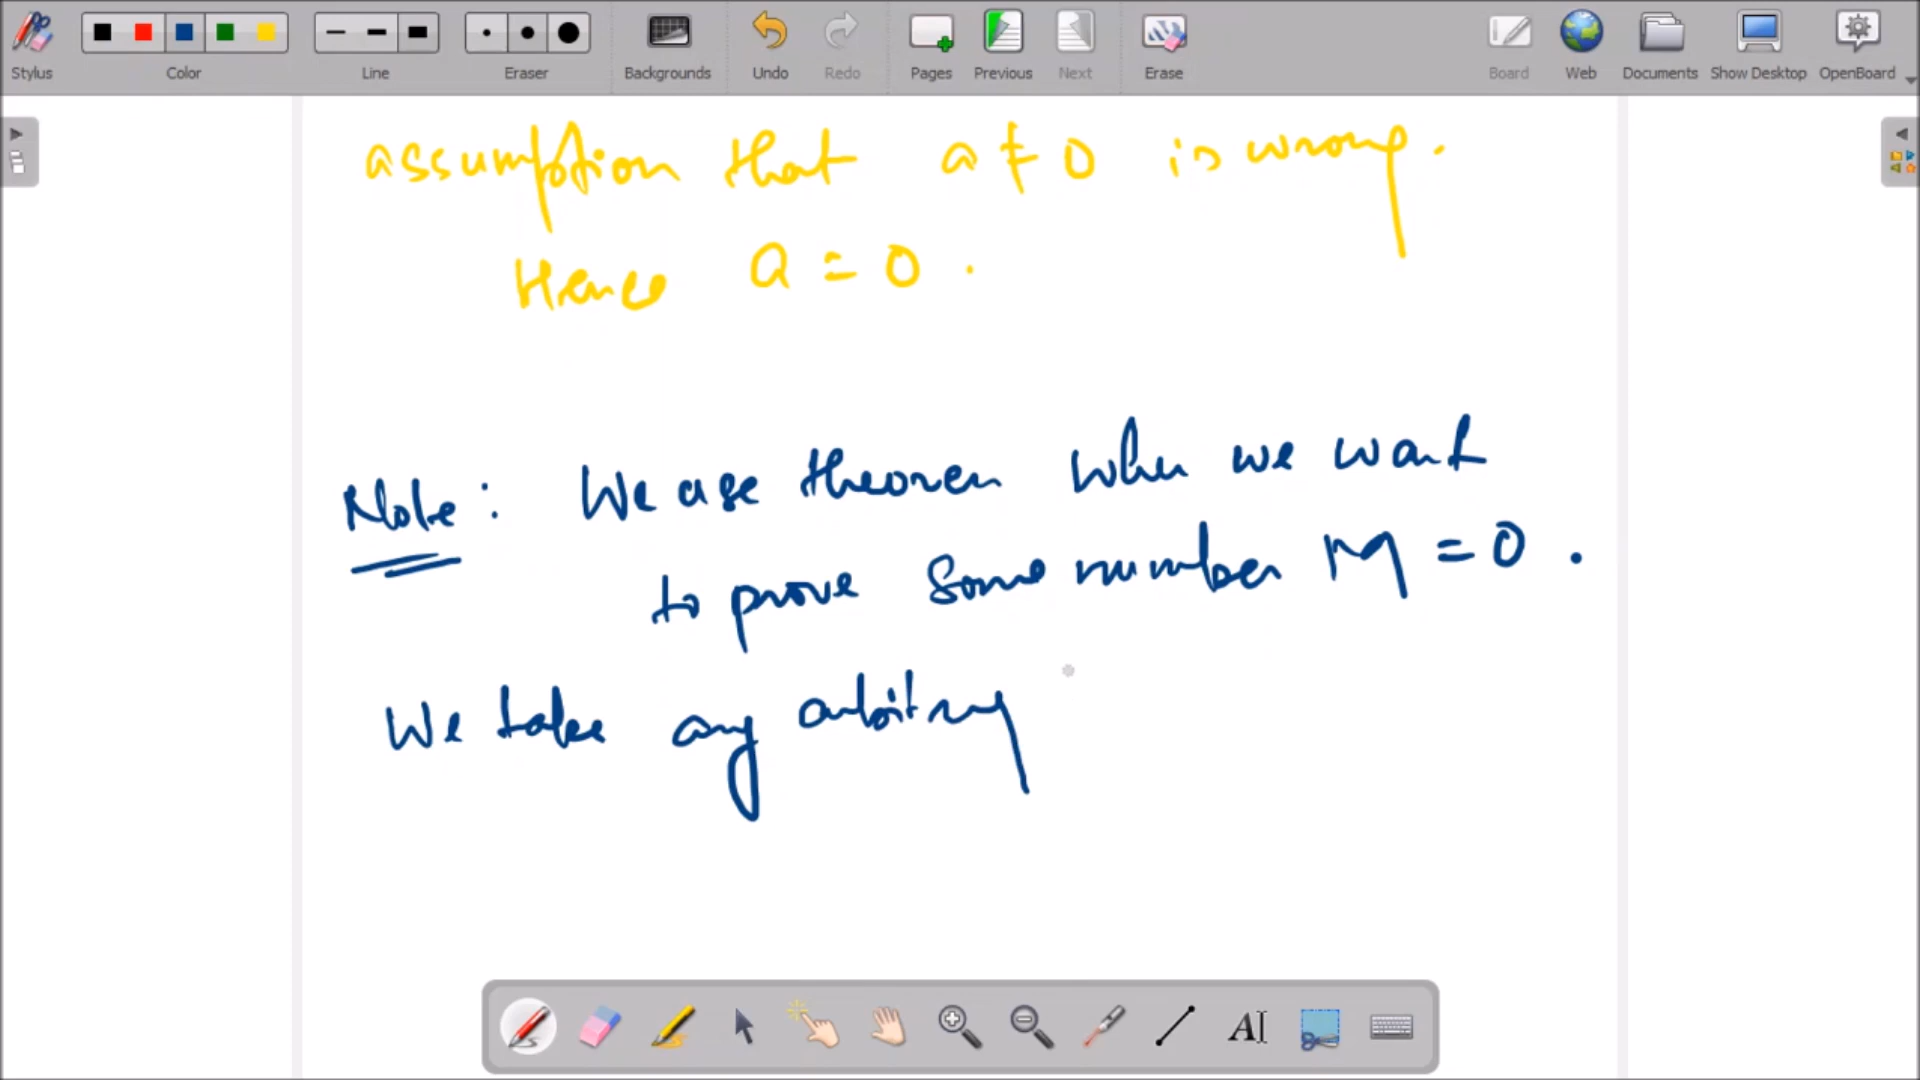 Stylus Color Line Eraser Backgrounds Undo Redo Pages Previous Next Erase Board Web Documents Show Desktop OpenBoard
assumption that a ≠ 0 is wrong.
Hence a = 0 .
Note : We use theorem when we want
to prove some number M = 0 .
We take any arbitrary
AI